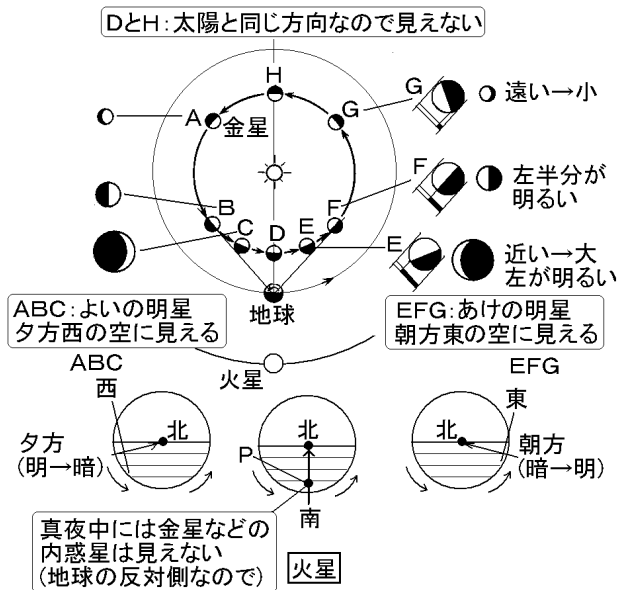 DとH：太陽と同じ方向なので見えない
H
A
金星
G
G
遠い→小
B
C
D
E
F
F
左半分が
明るい
E
近い→大
左が明るい
地球
ABC：よいの明星
夕方西の空に見える
EFG：あけの明星
朝方東の空に見える
火星
ABC
西
北
夕方
(明→暗)
北
P
南
EFG
東
北
朝方
(暗→明)
真夜中には金星などの
内惑星は見えない
(地球の反対側なので)
火星